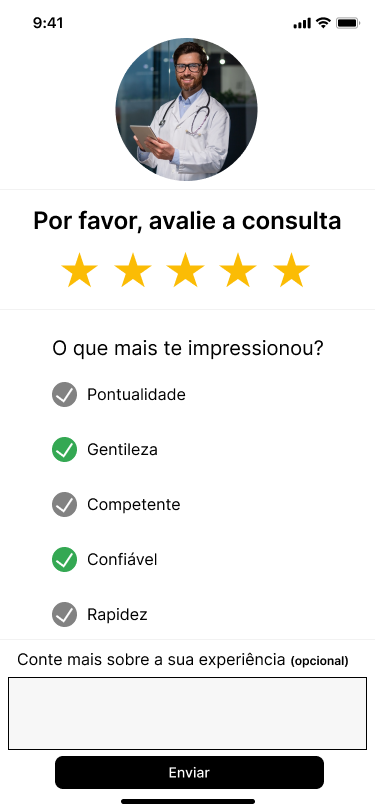 9:41
Por favor, avalie a consulta
O que mais te impressionou?
Pontualidade
Gentileza
Competente
Confiável
Rapidez
Conte mais sobre a sua experiência (opcional)
Enviar